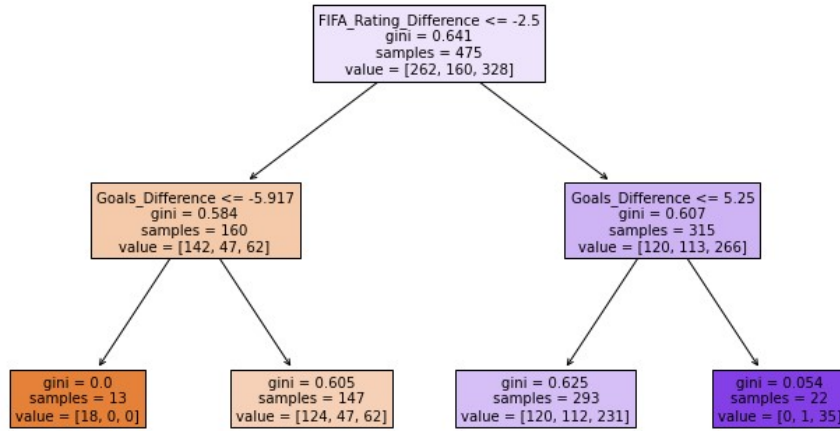 FIFA_Rating_Difference <= -2.5
gini = 0.641
samples = 475
value = [262, 160, 328]
Goals_Difference <= -5.917
gini = 0.584
samples = 160
value = [142, 47, 62]
Goals_Difference <= 5.25
gini = 0.607
samples = 315
value = [120, 113, 266]
gini = 0.0
samples = 13
value = [18, 0, 0]
gini = 0.605
samples = 147
value = [124, 47, 62]
gini = 0.625
samples = 293
value = [120, 112, 231]
gini = 0.054
samples = 22
value = [0, 1, 35]